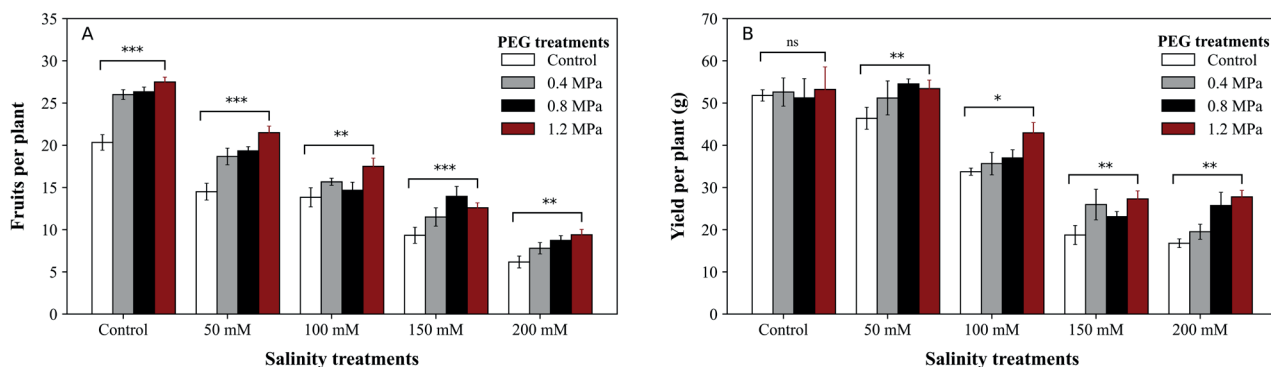 A
PEG treatments
Control
0.4 MPa
0.8 MPa
1.2 MPa
***
***
**
***
**
35
30
25
20
15
10
5
0
Fruits per plant
Control
50 mM
100 mM
150 mM
200 mM
Salinity treatments
B
PEG treatments
Control
0.4 MPa
0.8 MPa
1.2 MPa
ns
**
*
**
**
70
60
50
40
30
20
10
0
Yield per plant (g)
Control
50 mM
100 mM
150 mM
200 mM
Salinity treatments